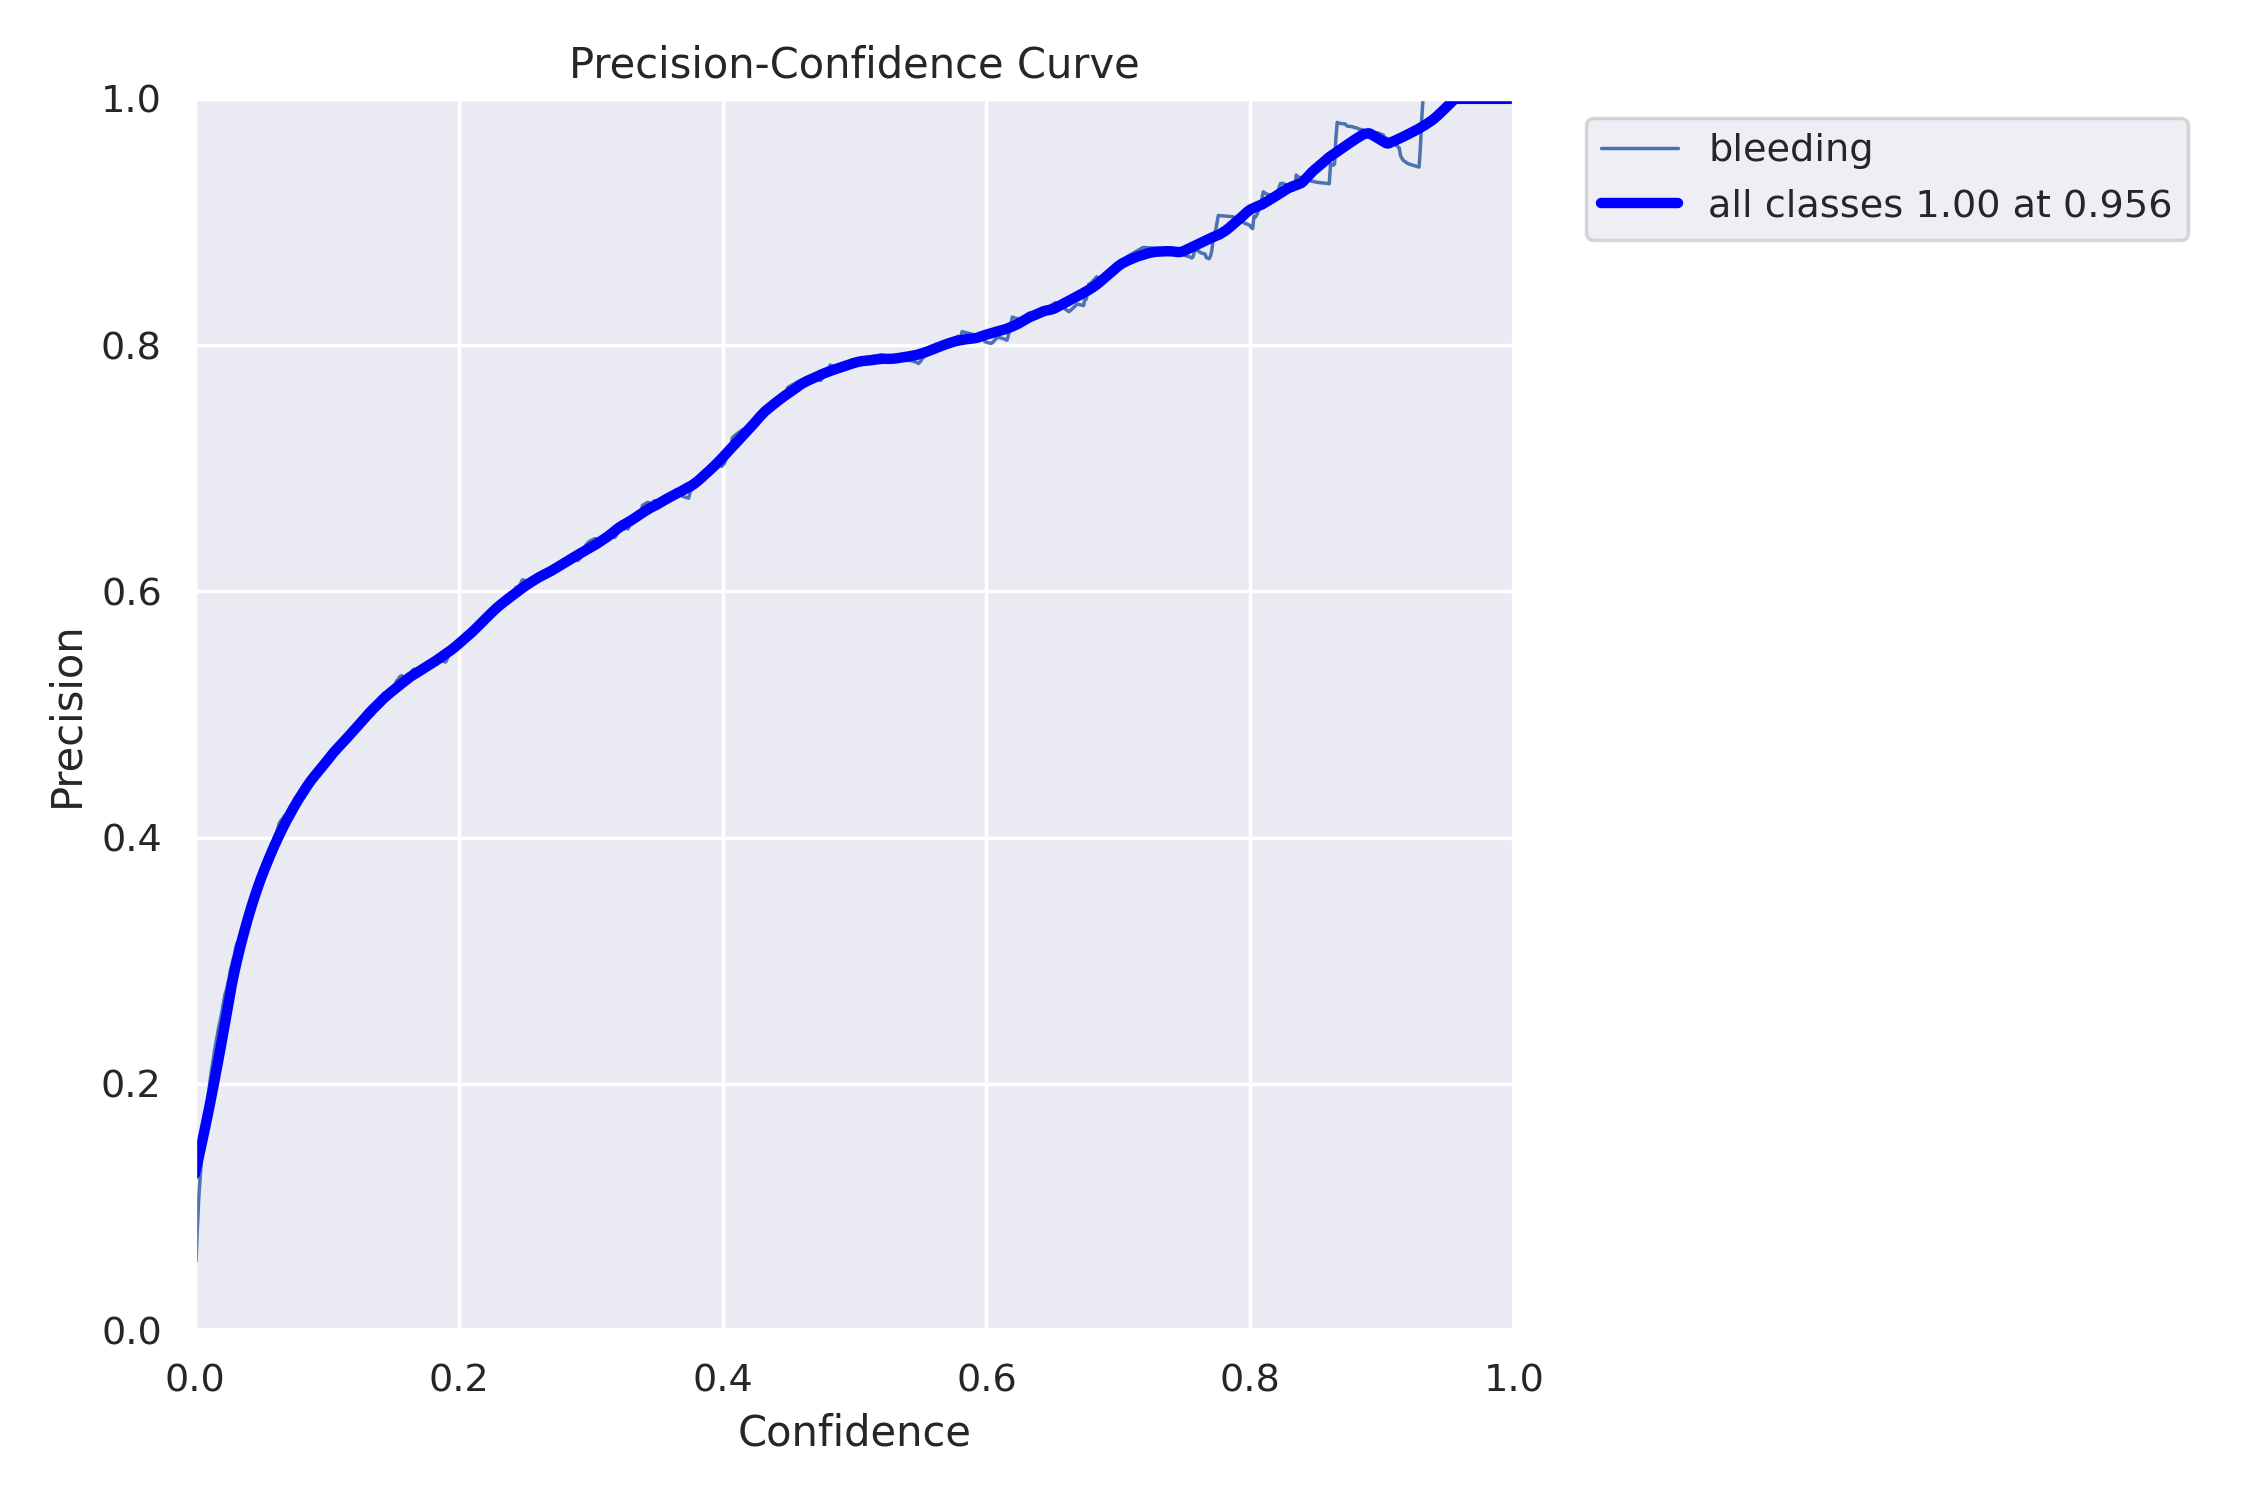 Precision-Confidence Curve
1.0
0.8
0.6
0.4
0.2
0.0
Precision
0.0 0.2 0.4 0.6 0.8 1.0
Confidence
bleeding
all classes 1.00 at 0.956